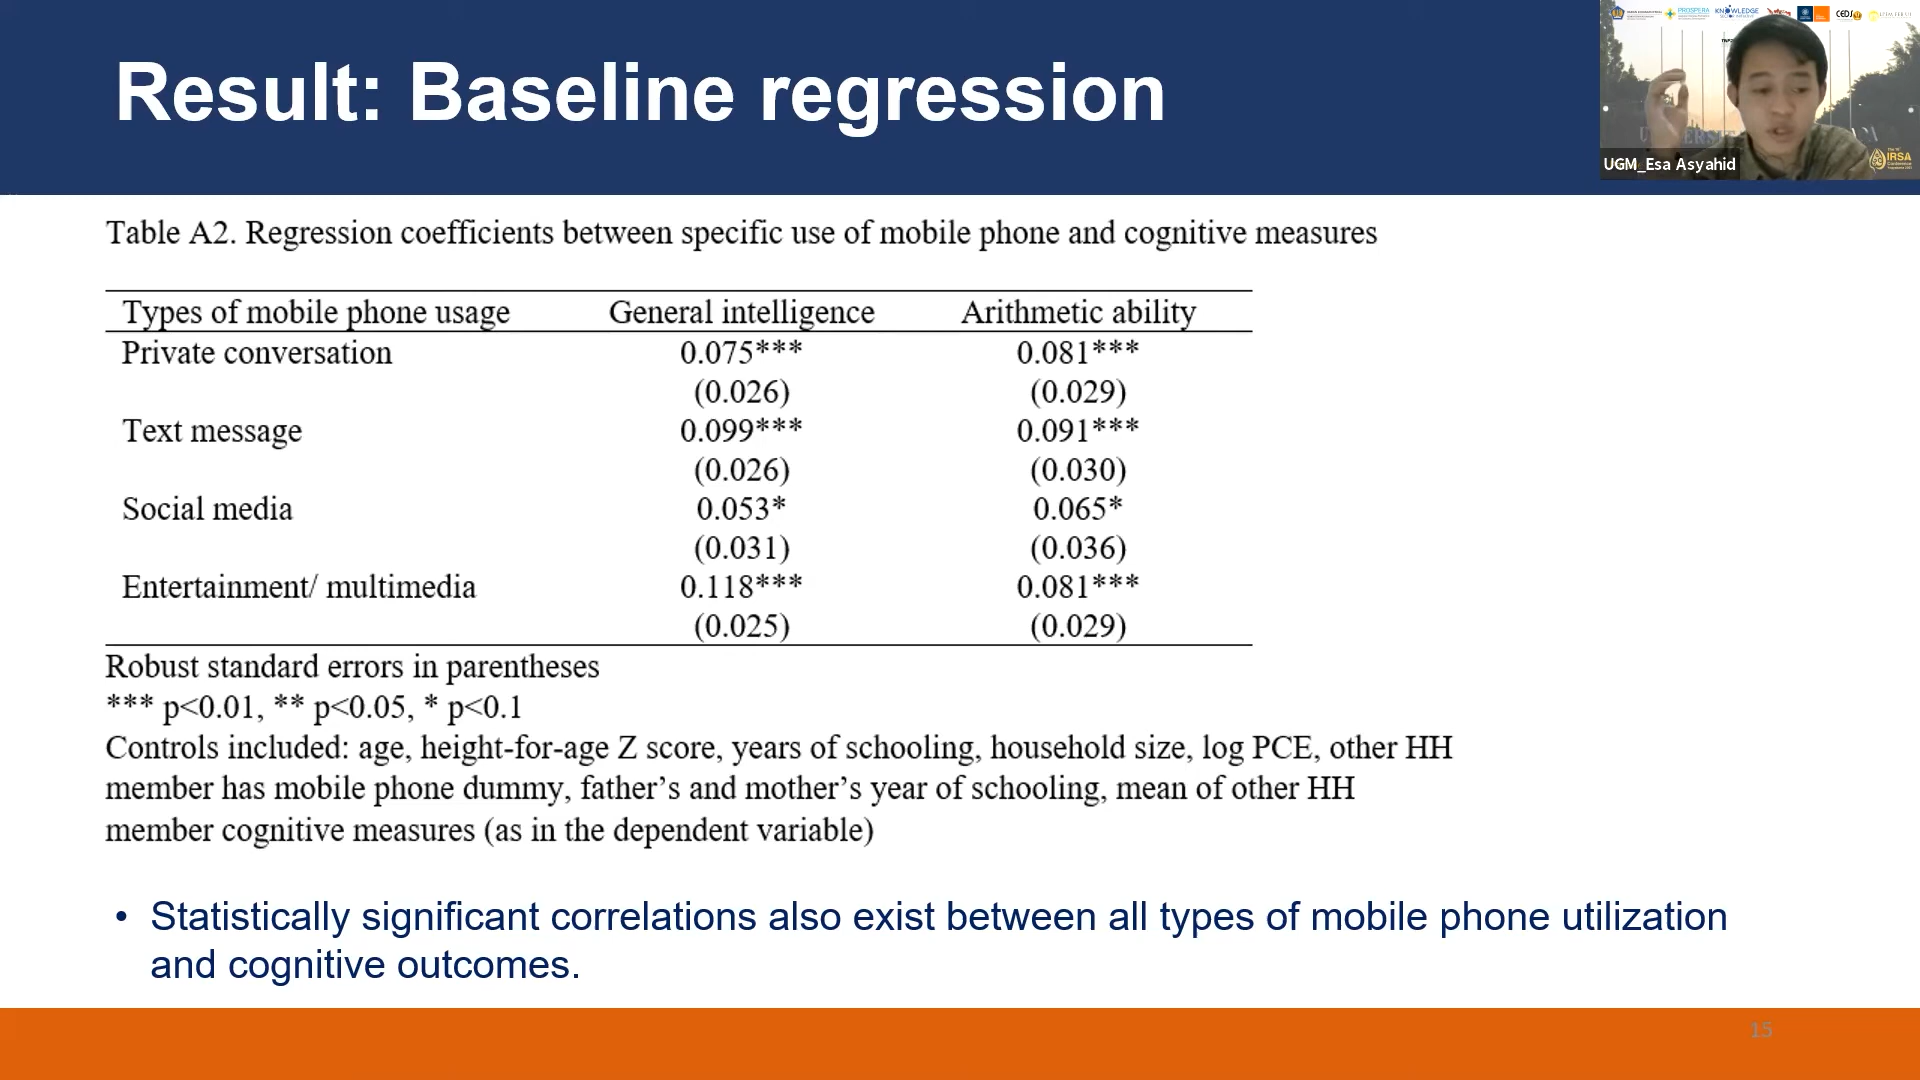 Result: Baseline regression
PROSPERA
KNOWLEDGE
CEDS
UGM_Esa Asyahid
IRSA
Table A2. Regression coefficients between specific use of mobile phone and cognitive measures
Types of mobile phone usage General intelligence Arithmetic ability
Private conversation 0.075*** 0.081***
(0.026) (0.029)
Text message 0.099*** 0.091***
(0.026) (0.030)
Social media 0.053* 0.065*
(0.031) (0.036)
Entertainment/ multimedia 0.118*** 0.081***
(0.025) (0.029)
Robust standard errors in parentheses
*** p<0.01, ** p<0.05, * p<0.1
Controls included: age, height-for-age Z score, years of schooling, household size, log PCE, other HH
member has mobile phone dummy, father’s and mother’s year of schooling, mean of other HH
member cognitive measures (as in the dependent variable)
• Statistically significant correlations also exist between all types of mobile phone utilization
and cognitive outcomes.
15